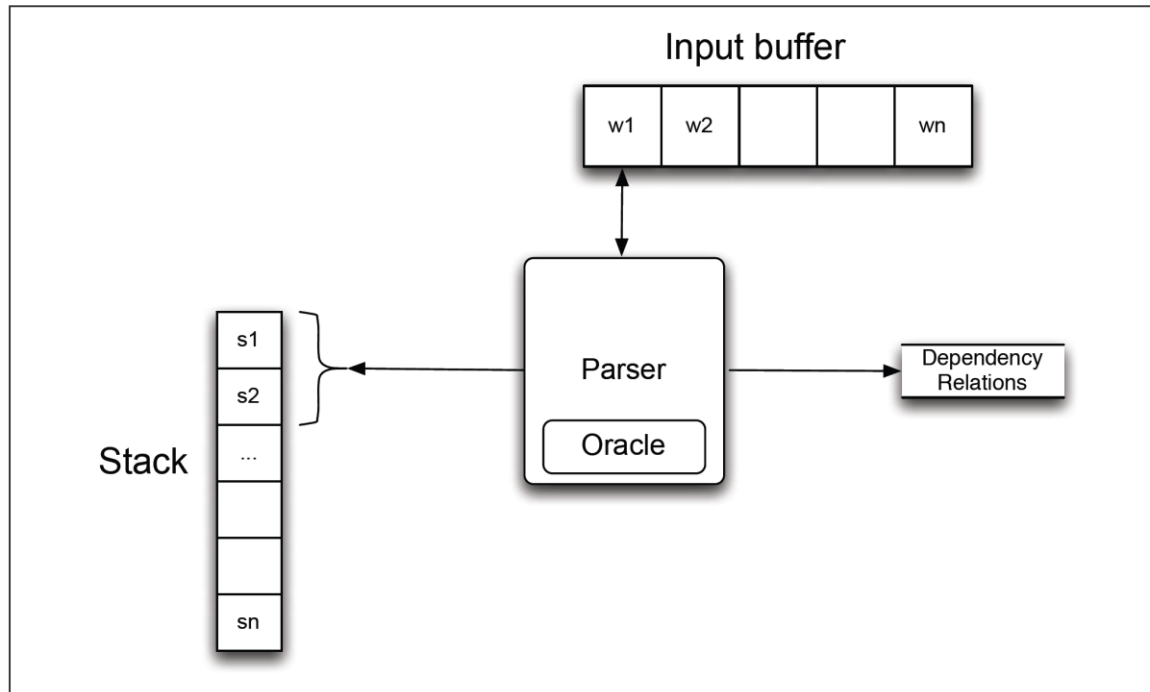 Input buffer
w1 w2 wn
Parser
Oracle
Dependency
Relations
Stack
s1
s2
...
sn